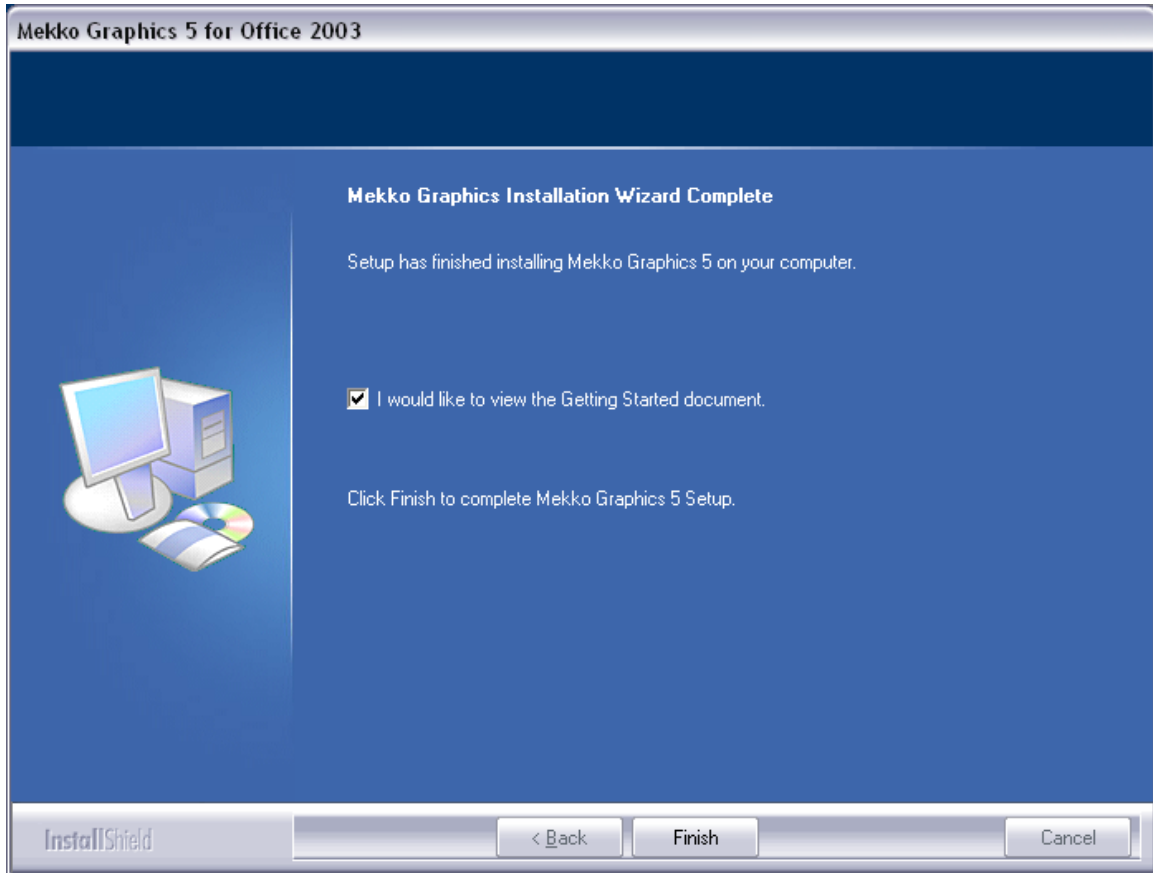 Mekko Graphics 5 for Office 2003
Mekko Graphics Installation Wizard Complete
Setup has finished installing Mekko Graphics 5 on your computer.
I would like to view the Getting Started document.
Click Finish to complete Mekko Graphics 5 Setup.
InstallShield
< Back
Finish
Cancel